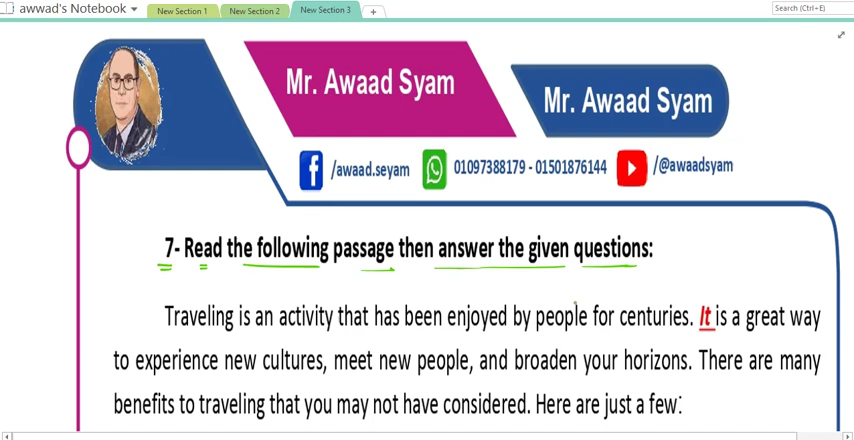 awwad's Notebook
New Section 1
New Section 2
New Section 3
+
Search (Ctrl+E)
Mr. Awaad Syam
Mr. Awaad Syam
/awaad.seyam
01097388179 - 01501876144
/@awaadsyam
7- Read the following passage then answer the given questions:
Traveling is an activity that has been enjoyed by people for centuries. It is a great way
to experience new cultures, meet new people, and broaden your horizons. There are many
benefits to traveling that you may not have considered. Here are just a few: